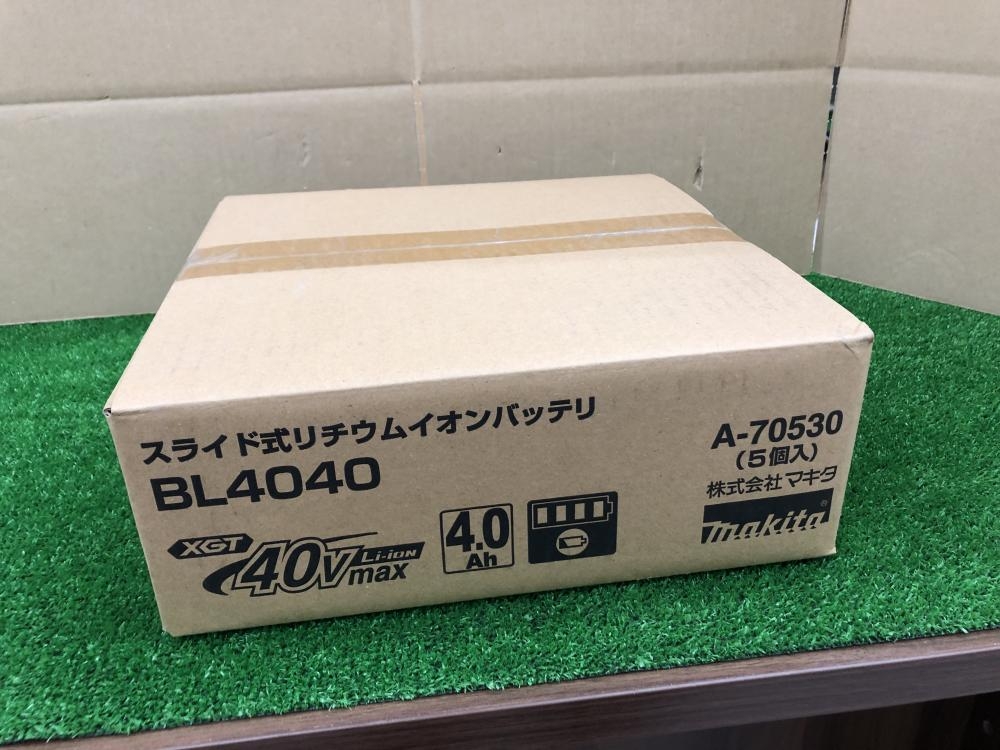 スライド式リチウムイオンバッテリ
BL4040
XGT
40Vmax
Li-ion
4.0
Ah
A-70530
(5個入)
株式会社マキタ
makita®